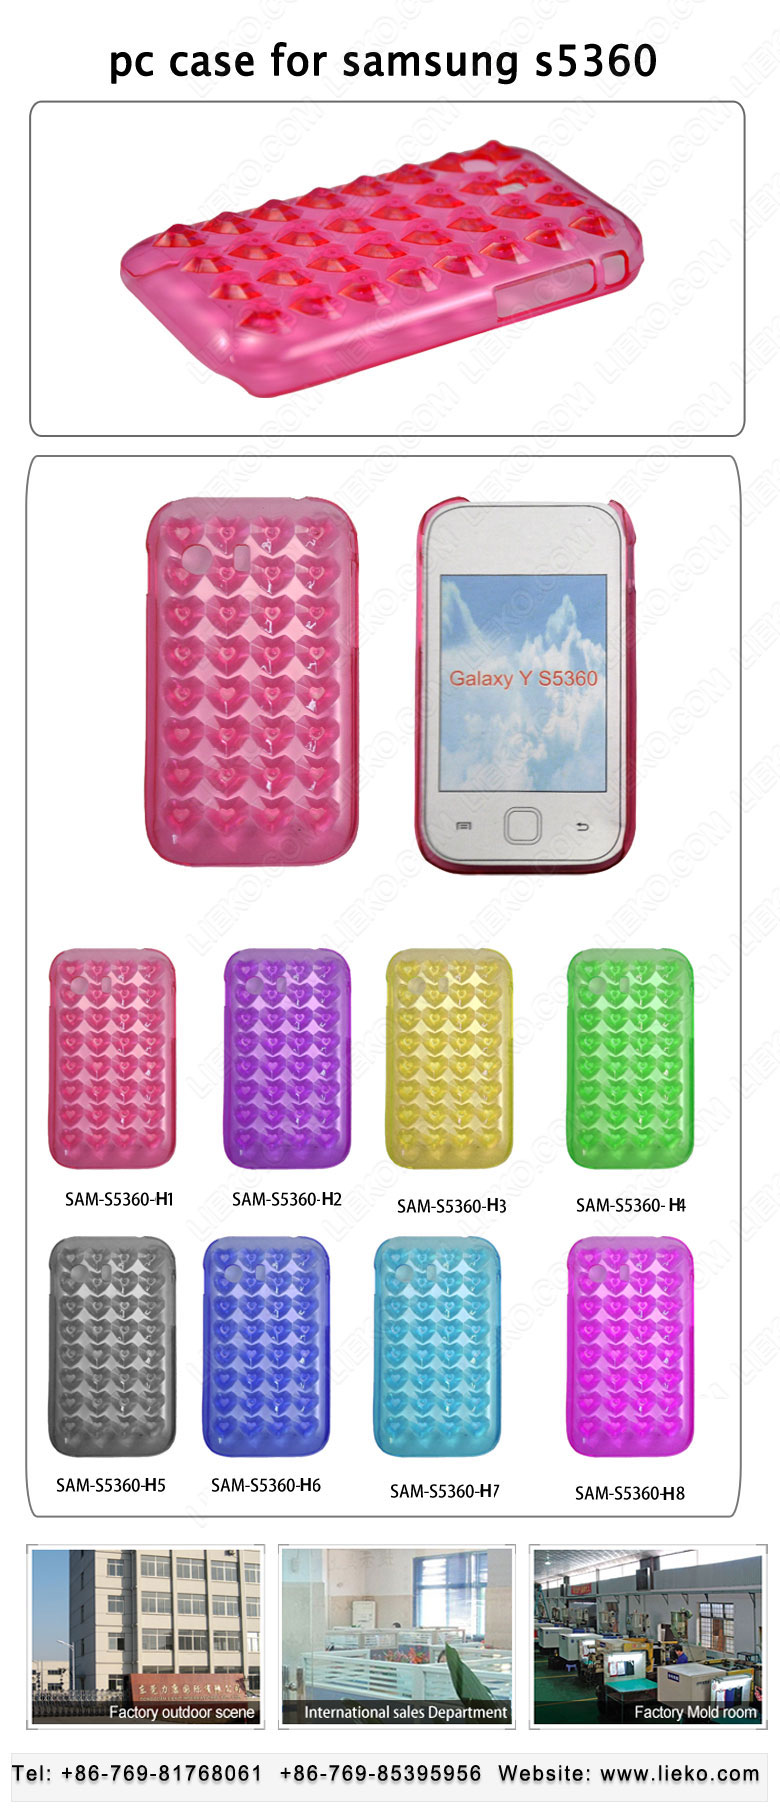 pc case for samsung s5360
Galaxy Y S5360
SAM-S5360-H1
SAM-S5360-H2
SAM-S5360-H3
SAM-S5360-H4
SAM-S5360-H5
SAM-S5360-H6
SAM-S5360-H7
SAM-S5360-H8
Factory outdoor scene
International sales Department
Factory Mold room
Tel: +86-769-81768061 +86-769-85395956 Website: www.lieko.com
LIEKO.COM